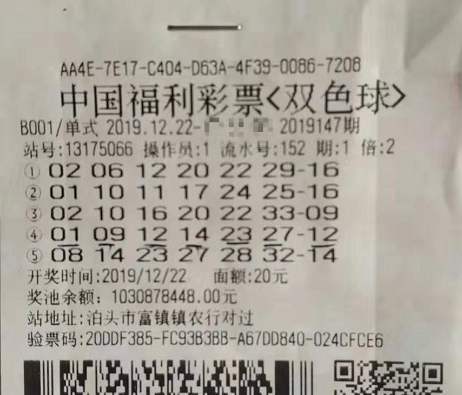 AA4E-7E17-C404-D63A-4F39-0086-7208
中国福利彩票<双色球>
B001/单式 2019.12.22- 2019147期
站号:13175066 操作员:1 流水号:152 期:1 倍:2
① 02 06 12 20 22 29-16
② 01 10 11 17 24 25-16
③ 02 10 16 20 22 33-09
④ 01 09 12 14 23 27-12
⑤ 08 14 23 27 28 32-14
开奖时间:2019/12/22 面额:20元
奖池余额：1030878448.00元
站地址:泊头市富镇镇农行对过
验票码:20DDF385-FC93B3BB-A67DD840-024CFCE6